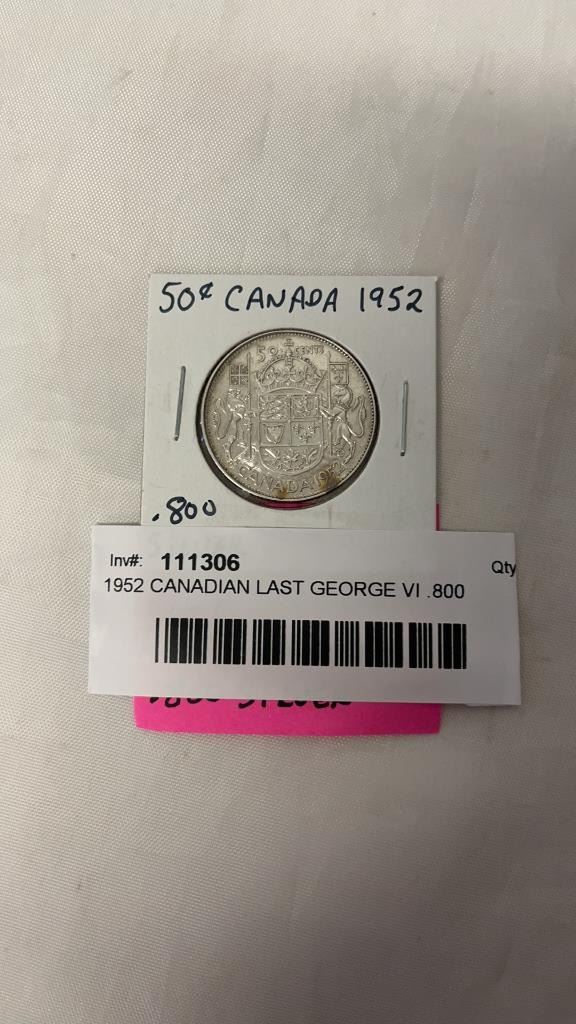 50¢ CANADA 1952
50 CENTS
CANADA 1952
.800
Inv#: 111306 Qty
1952 CANADIAN LAST GEORGE VI .800